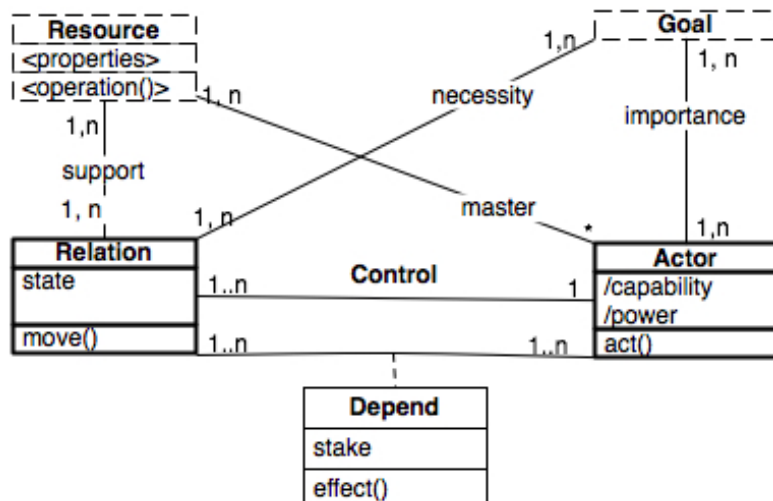 Resource
<properties>
<operation()>
Goal
1,n
1, n
1, n
necessity
importance
1,n
support
1, n
1, n
master
*
1,n
Relation
state
move()
Control
1..n
1
Actor
/capability
/power
act()
1..n
1..n
Depend
stake
effect()